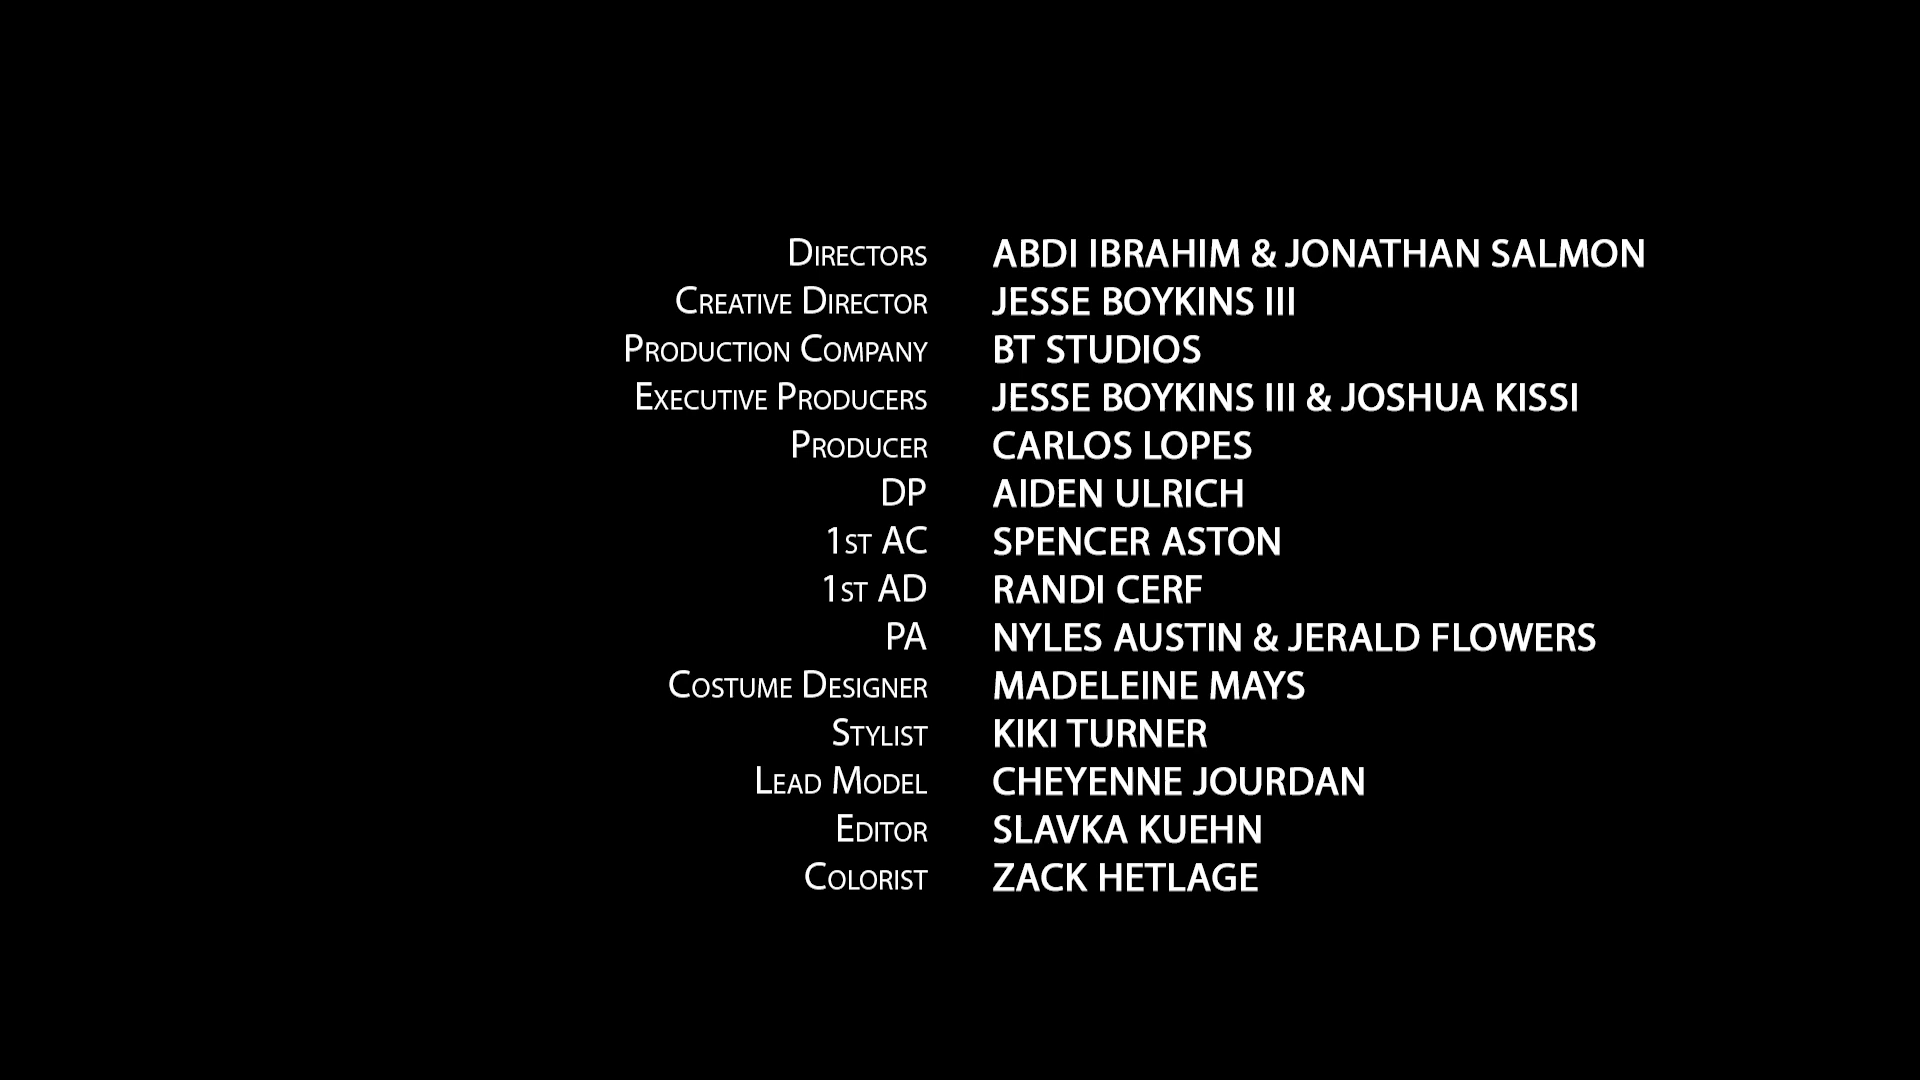 Directors ABDI IBRAHIM & JONATHAN SALMON
Creative Director JESSE BOYKINS III
Production Company BT STUDIOS
Executive Producers JESSE BOYKINS III & JOSHUA KISSI
Producer CARLOS LOPES
DP AIDEN ULRICH
1st AC SPENCER ASTON
1st AD RANDI CERF
PA NYLES AUSTIN & JERALD FLOWERS
Costume Designer MADELEINE MAYS
Stylist KIKI TURNER
Lead Model CHEYENNE JOURDAN
Editor SLAVKA KUEHN
Colorist ZACK HETLAGE